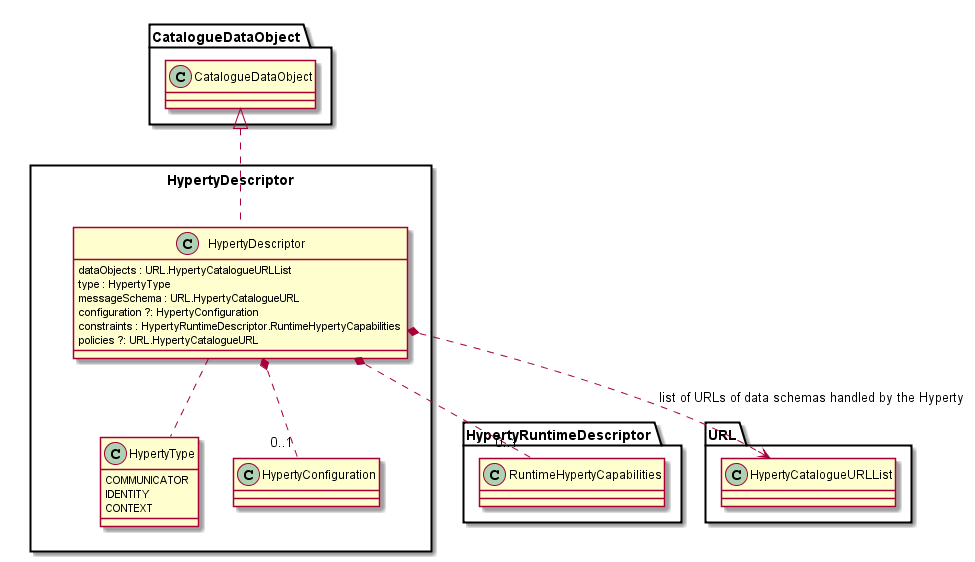 CatalogueDataObject
C CatalogueDataObject
HypertyDescriptor
C HypertyDescriptor
dataObjects : URL.HypertyCatalogueURLList
type : HypertyType
messageSchema : URL.HypertyCatalogueURL
configuration ?: HypertyConfiguration
constraints : HypertyRuntimeDescriptor.RuntimeHypertyCapabilities
policies ?: URL.HypertyCatalogueURL
list of URLs of data schemas handled by the Hyperty
C HypertyType
COMMUNICATOR
IDENTITY
CONTEXT
0..1
C HypertyConfiguration
HypertyRuntimeDescriptor
0..1
C RuntimeHypertyCapabilities
URL
C HypertyCatalogueURLList